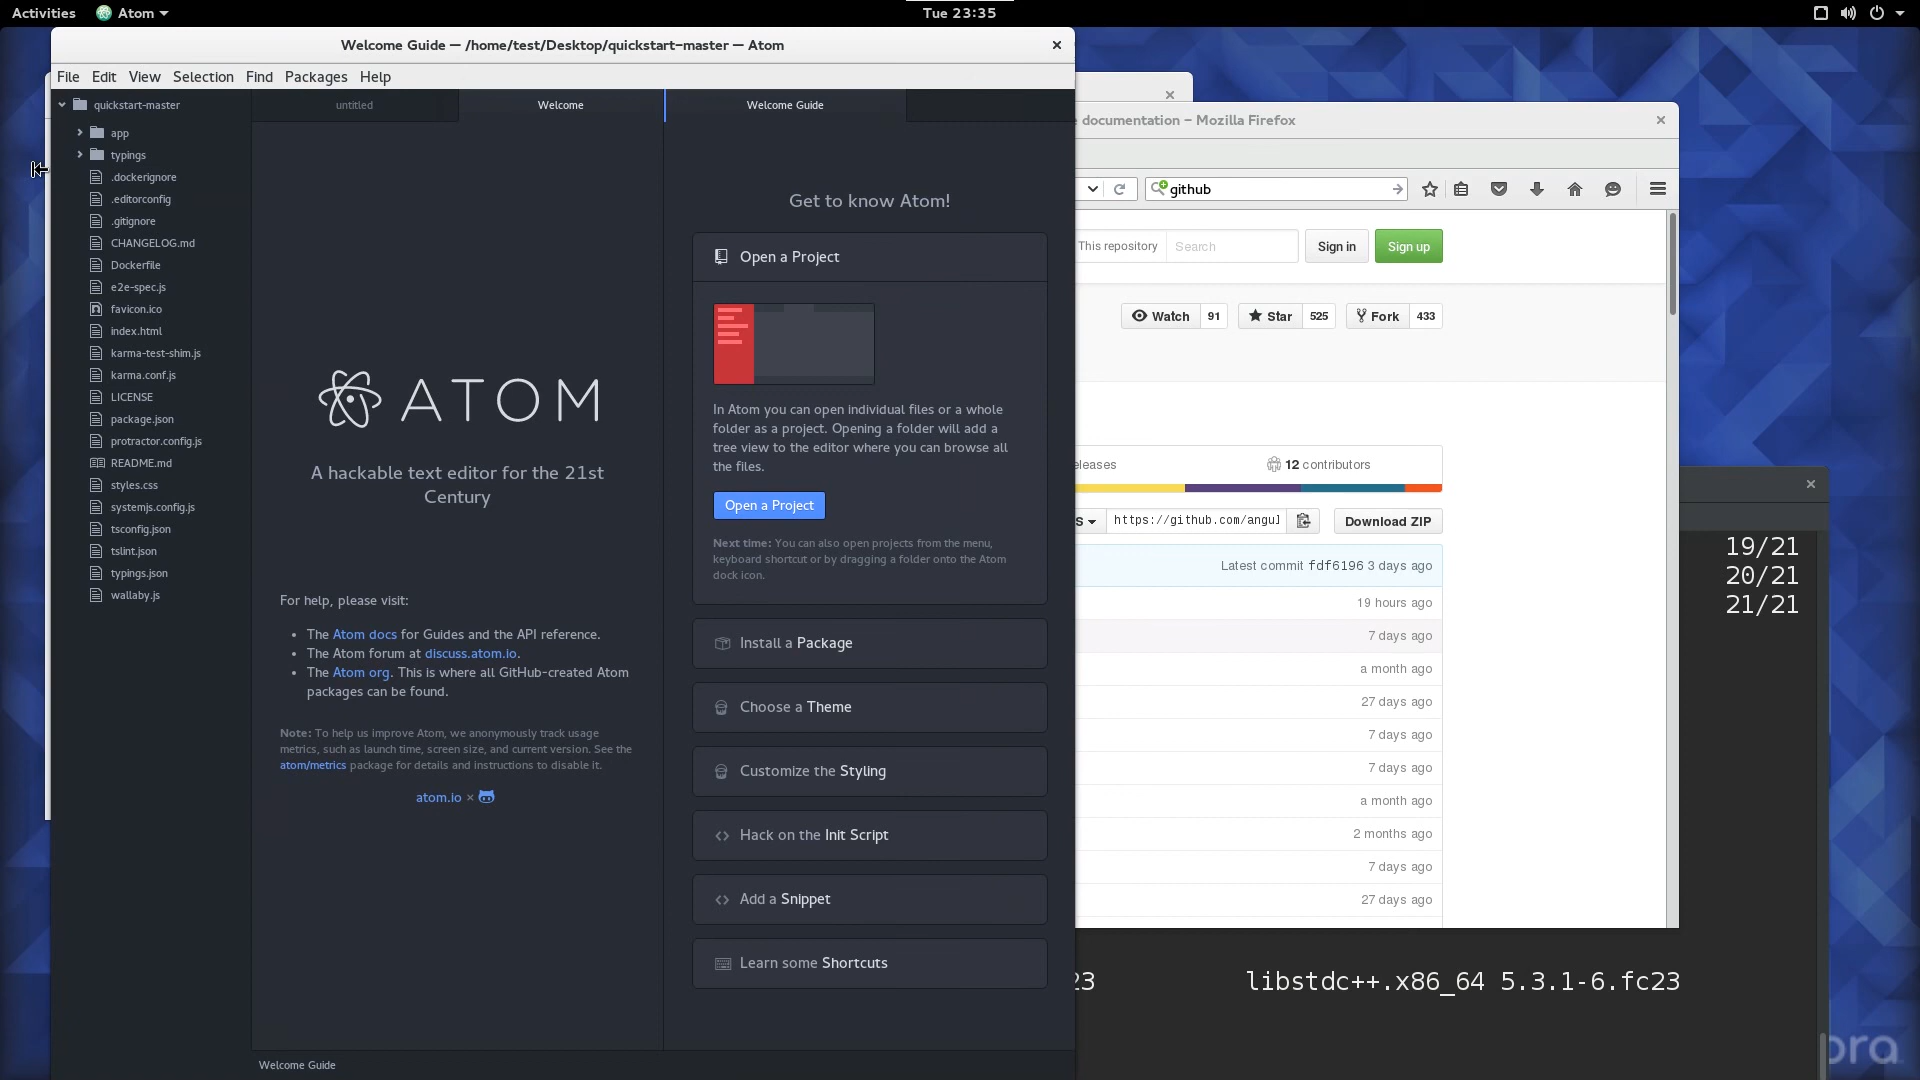 Activities
Atom
Tue 23:35
Welcome Guide — /home/test/Desktop/quickstart-master — Atom
File Edit View Selection Find Packages Help
quickstart-master
app
typings
.dockerignore
.editorconfig
.gitignore
CHANGELOG.md
Dockerfile
e2e-spec.js
favicon.ico
index.html
karma-test-shim.js
karma.conf.js
LICENSE
package.json
protractor.config.js
README.md
styles.css
systemjs.config.js
tsconfig.json
tslint.json
typings.json
wallaby.js
untitled
Welcome
Welcome Guide
ATOM
A hackable text editor for the 21st
Century
For help, please visit:
• The Atom docs for Guides and the API reference.
• The Atom forum at discuss.atom.io.
• The Atom org. This is where all GitHub-created Atom
packages can be found.
Note: To help us improve Atom, we anonymously track usage
metrics, such as launch time, screen size, and current version. See the
atom/metrics package for details and instructions to disable it.
atom.io ×
Get to know Atom!
Open a Project
In Atom you can open individual files or a whole
folder as a project. Opening a folder will add a
tree view to the editor where you can browse all
the files.
Open a Project
Next time: You can also open projects from the menu,
keyboard shortcut or by dragging a folder onto the Atom
dock icon.
Install a Package
Choose a Theme
Customize the Styling
Hack on the Init Script
Add a Snippet
Learn some Shortcuts
Welcome Guide
documentation – Mozilla Firefox
github
This repository
Search
Sign in
Sign up
Watch 91
Star 525
Fork 433
eleases
12 contributors
S
https://github.com/angul
Download ZIP
Latest commit fdf6196 3 days ago
19 hours ago
7 days ago
a month ago
27 days ago
7 days ago
7 days ago
a month ago
2 months ago
7 days ago
27 days ago
19/21
20/21
21/21
23
libstdc++.x86_64 5.3.1-6.fc23
ora